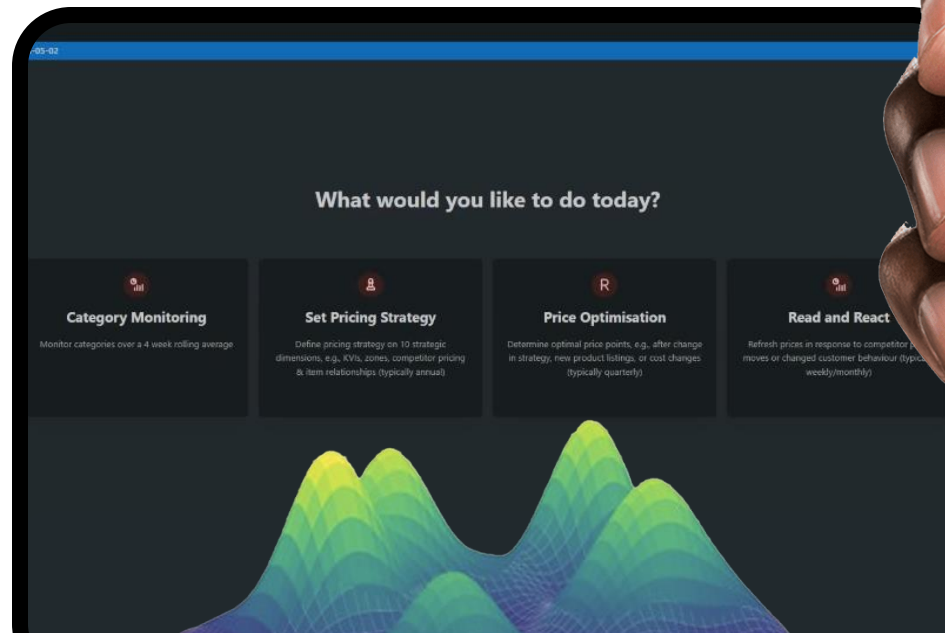 -05-02
What would you like to do today?
Category Monitoring
Monitor categories over a 4 week rolling average
Set Pricing Strategy
Define pricing strategy on 10 strategic
dimensions, e.g., KVIs, zones, competitor pricing
& item relationships (typically annual)
R
Price Optimisation
Determine optimal price points, e.g., after change
in strategy, new product listings, or cost changes
(typically quarterly)
Read and React
Refresh prices in response to competitor
moves or changed customer behaviour
weekly/monthly)